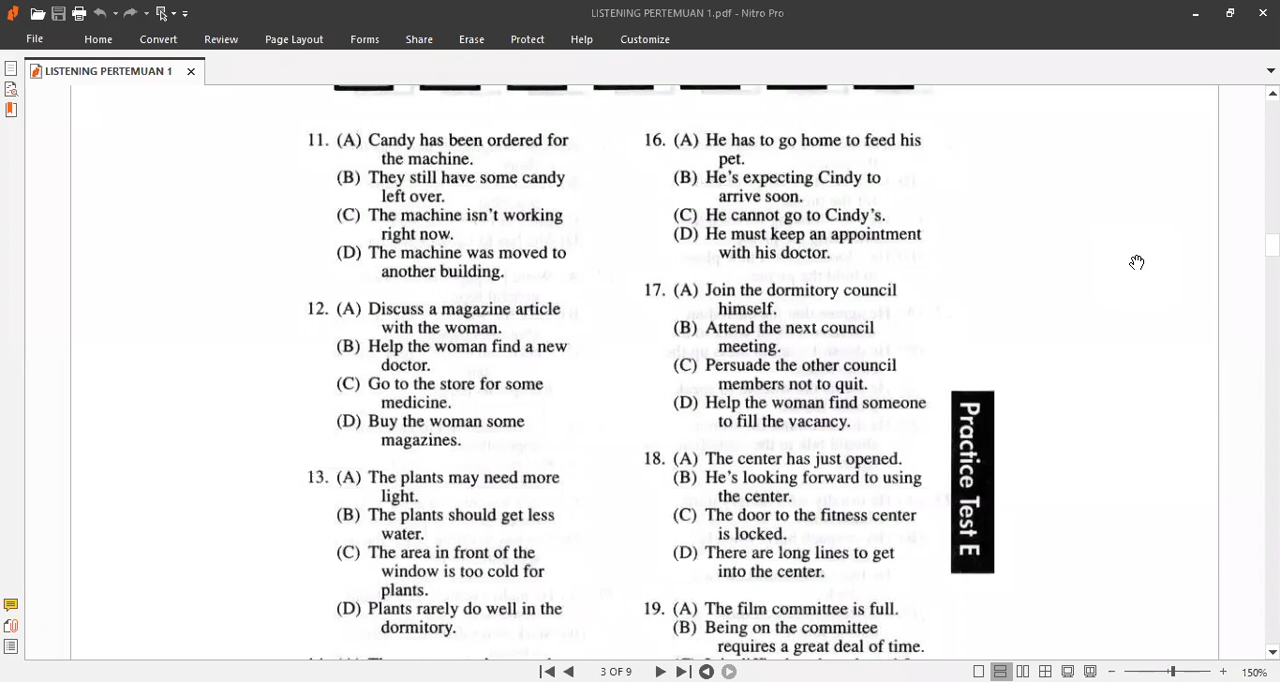 LISTENING PERTEMUAN 1.pdf - Nitro Pro
File Home Convert Review Page Layout Forms Share Erase Protect Help Customize
LISTENING PERTEMUAN 1
11. (A) Candy has been ordered for
the machine.
(B) They still have some candy
left over.
(C) The machine isn't working
right now.
(D) The machine was moved to
another building.
12. (A) Discuss a magazine article
with the woman.
(B) Help the woman find a new
doctor.
(C) Go to the store for some
medicine.
(D) Buy the woman some
magazines.
13. (A) The plants may need more
light.
(B) The plants should get less
water.
(C) The area in front of the
window is too cold for
plants.
(D) Plants rarely do well in the
dormitory.
16. (A) He has to go home to feed his
pet.
(B) He's expecting Cindy to
arrive soon.
(C) He cannot go to Cindy's.
(D) He must keep an appointment
with his doctor.
17. (A) Join the dormitory council
himself.
(B) Attend the next council
meeting.
(C) Persuade the other council
members not to quit.
(D) Help the woman find someone
to fill the vacancy.
18. (A) The center has just opened.
(B) He's looking forward to using
the center.
(C) The door to the fitness center
is locked.
(D) There are long lines to get
into the center.
19. (A) The film committee is full.
(B) Being on the committee
requires a great deal of time.
Practice Test E
3 OF 9
150%